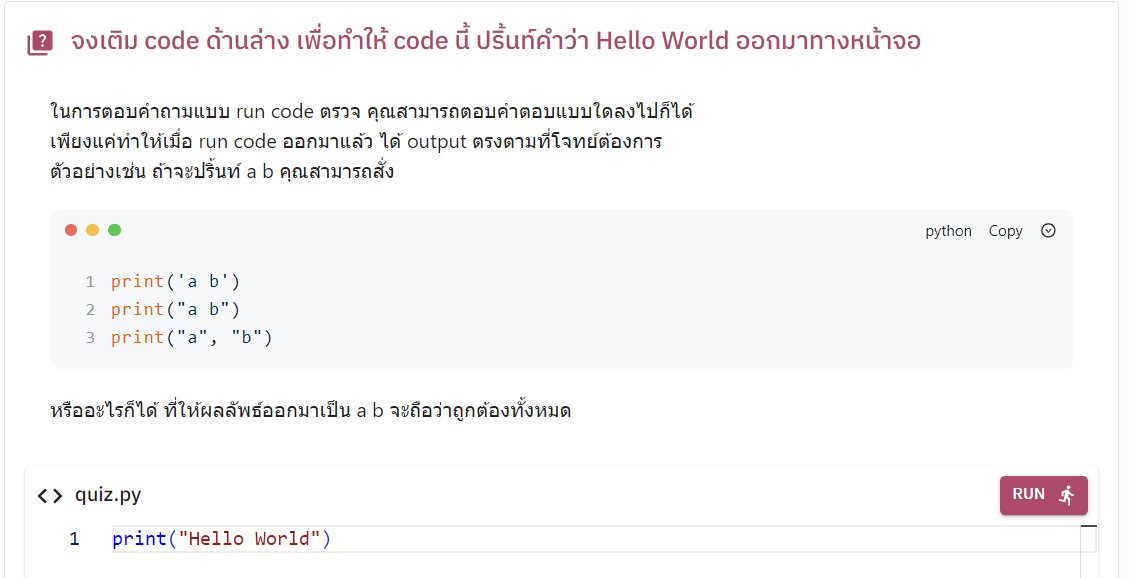 จงเติม code ด้านล่าง เพื่อทำให้ code นี้ ปริ้นท์คำว่า Hello World ออกมาทางหน้าจอ
ในการตอบคำถามแบบ run code ตรวจ คุณสามารถตอบคำตอบแบบใดลงไปก็ได้
เพียงแค่ทำให้เมื่อ run code ออกมาแล้ว ได้ output ตรงตามที่โจทย์ต้องการ
ตัวอย่างเช่น ถ้าจะปริ้นท์ a b คุณสามารถสั่ง
python Copy
1 print('a b')
2 print("a b")
3 print("a", "b")
หรืออะไรก็ได้ ที่ให้ผลลัพธ์ออกมาเป็น a b จะถือว่าถูกต้องทั้งหมด
<> quiz.py RUN
1 print("Hello World")